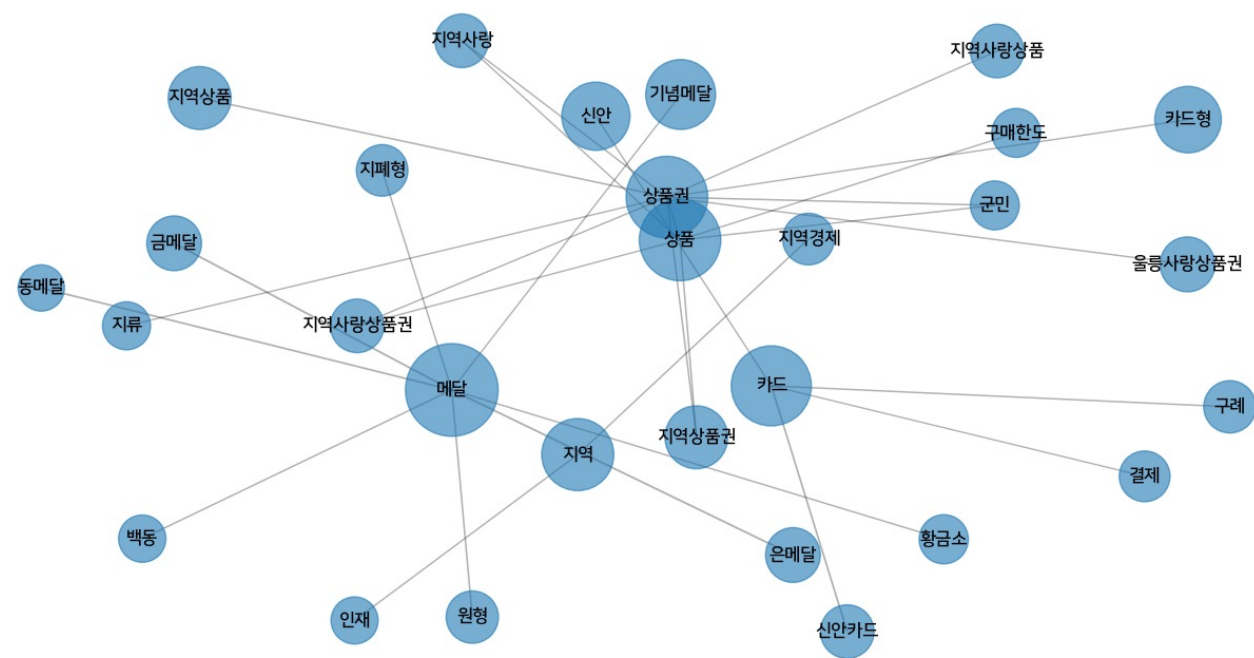 지역사랑
지역사랑상품
지역상품
기념메달
신안
카드형
구매한도
지폐형
상품권
군민
상품
지역경제
금메달
울릉사랑상품권
동메달
지류
지역사랑상품권
메달
카드
구례
지역상품권
지역
결제
백동
황금소
은메달
인재
원형
신안카드